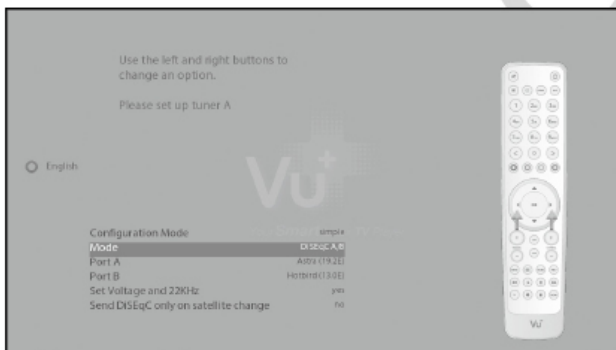 Use the left and right buttons to
change an option.
Please set up tuner A
English
Vu+
Configuration Mode simple
Mode DiSEqC A/B
Port A Astra (19.2E)
Port B Hotbird (13.0E)
Set Voltage and 22KHz yes
Send DiSEqC only on satellite change no
OK
Vu+